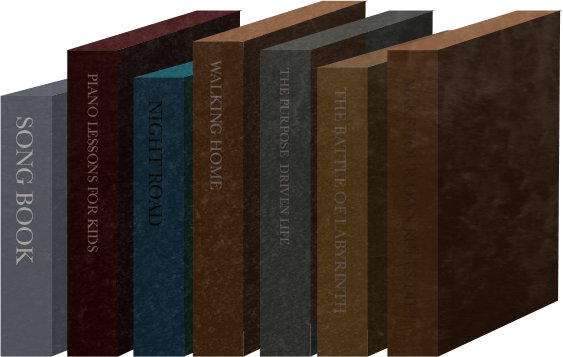 SONG BOOK
PIANO LESSONS FOR KIDS
NIGHT ROAD
WALKING HOME
THE PURPOSE DRIVEN LIFE
THE BATTLE OF LABYRINTH